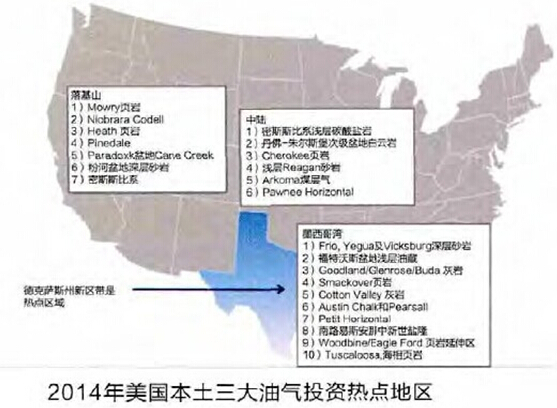 落基山
1）Mowry页岩
2）Niobrara Codell
3）Heath 页岩
4）Pinedale
5）Paradoxk盆地Cane Creek
6）粉河盆地深层砂岩
7）密斯斯比系
中陆
1）密斯斯比系浅层碳酸盐岩
2）丹佛-朱尔斯堡次级盆地白云岩
3）Cherokee页岩
4）浅层Reagan砂岩
5）Arkoma煤层气
6）Pawnee Horizontal
墨西哥湾
1）Frio, Yegua及Vicksburg深层砂岩
2）福特沃斯盆地浅层油藏
3）Goodland/Glenrose/Buda 灰岩
4）Smackover页岩
5）Cotton Valley 灰岩
6）Austin Chalk和Pearsall
7）Petit Horizontal
8）南路易斯安那中新世盐隆
9）Woodbine/Eagle Ford 页岩延伸区
10）Tuscaloosa,海相页岩
德克萨斯州新区带是
热点区域
2014年美国本土三大油气投资热点地区